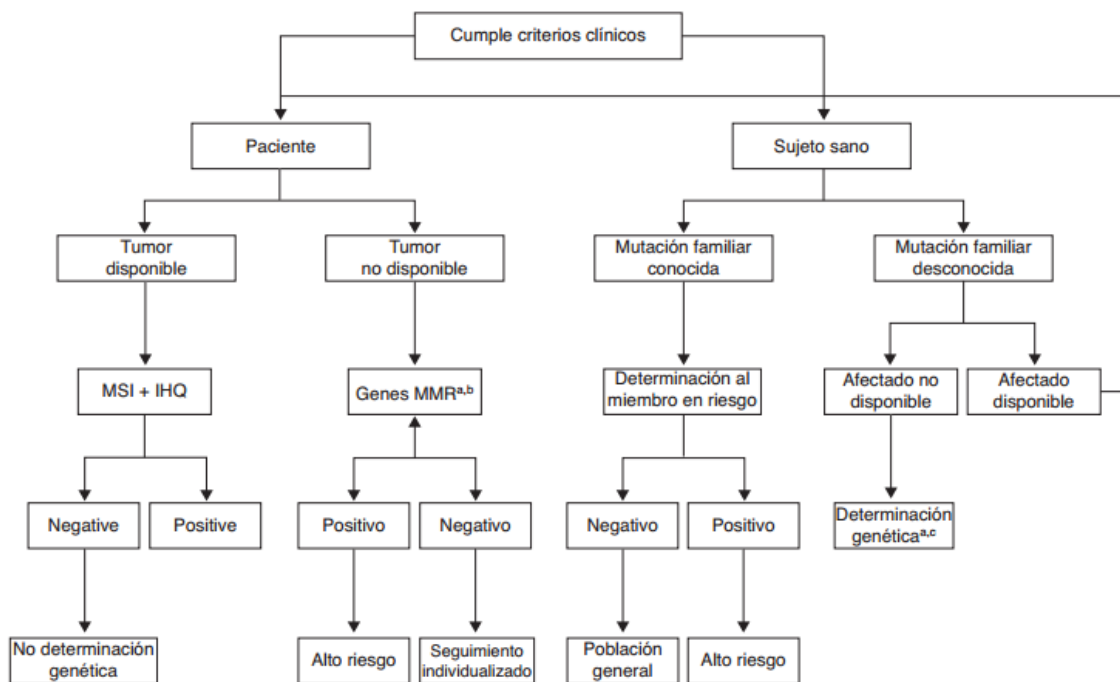 Cumple criterios clínicos
Paciente
Sujeto sano
Tumor
disponible
Tumor
no disponible
Mutación familiar
conocida
Mutación familiar
desconocida
MSI + IHQ
Genes MMRa,b
Determinación al
miembro en riesgo
Afectado no
disponible
Afectado
disponible
Negative
Positive
Positivo
Negativo
Negativo
Positivo
Determinación
genéticaa,c
No determinación
genética
Alto riesgo
Seguimiento
individualizado
Población
general
Alto riesgo